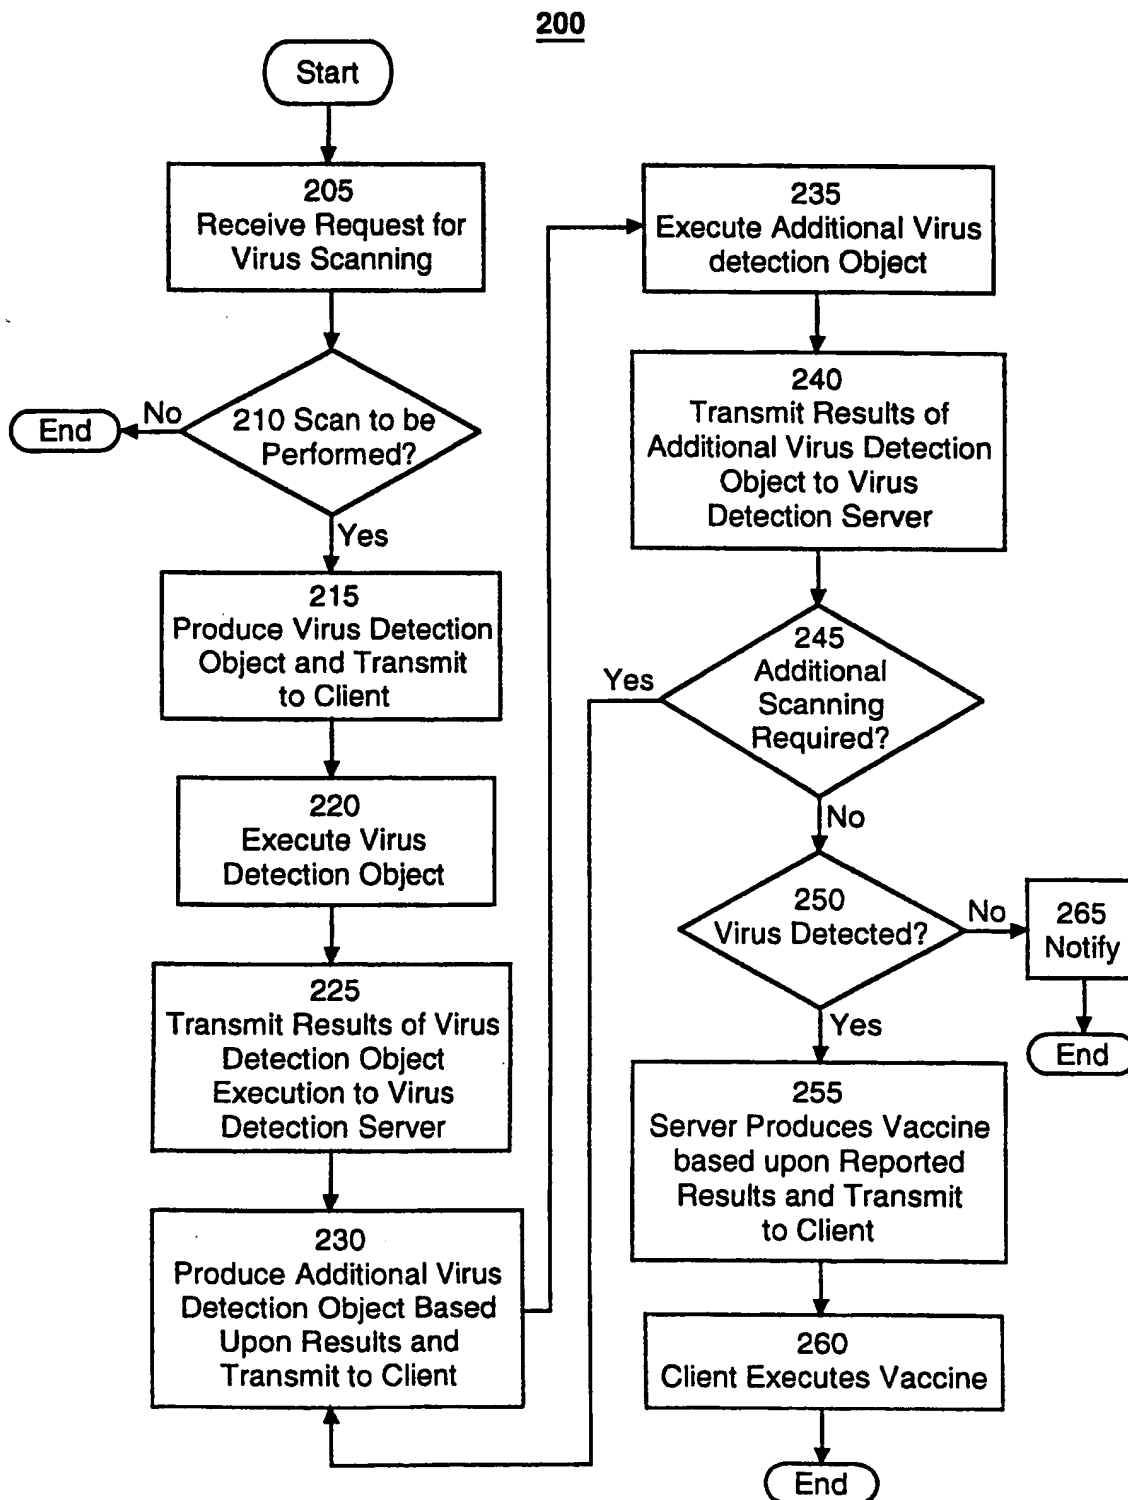 200
Start
205
Receive Request for
Virus Scanning
210 Scan to be
Performed?
No
End
Yes
215
Produce Virus Detection
Object and Transmit
to Client
220
Execute Virus
Detection Object
225
Transmit Results of Virus
Detection Object
Execution to Virus
Detection Server
230
Produce Additional Virus
Detection Object Based
Upon Results and
Transmit to Client
235
Execute Additional Virus
detection Object
240
Transmit Results of
Additional Virus Detection
Object to Virus
Detection Server
245
Additional
Scanning
Required?
Yes
No
250
Virus Detected?
No
265
Notify
End
Yes
255
Server Produces Vaccine
based upon Reported
Results and Transmit
to Client
260
Client Executes Vaccine
End